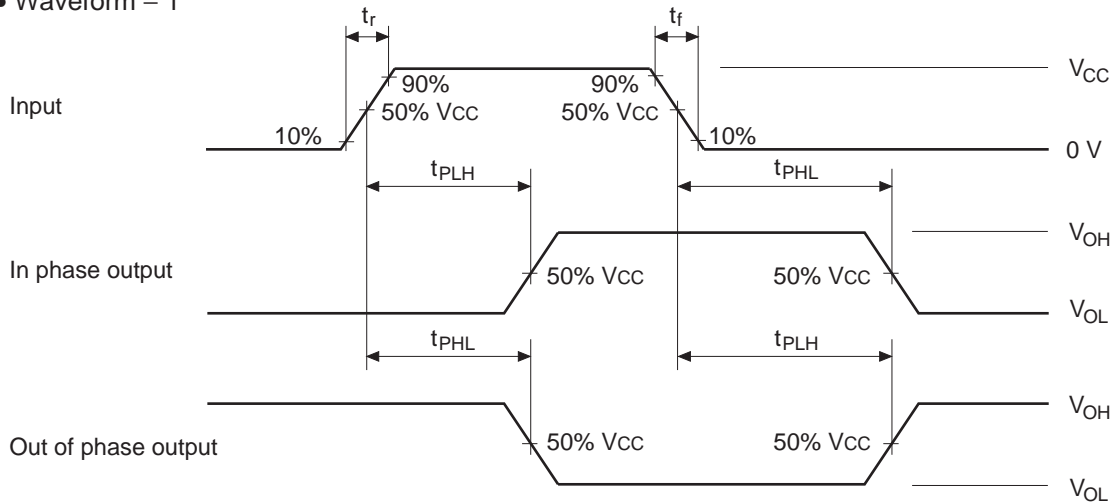 • Waveform – 1
tr
tf
Input
90%
50% VCC
10%
90%
50% VCC
10%
VCC
0 V
tPLH
tPHL
In phase output
50% VCC
50% VCC
VOH
VOL
tPHL
tPLH
Out of phase output
50% VCC
50% VCC
VOH
VOL